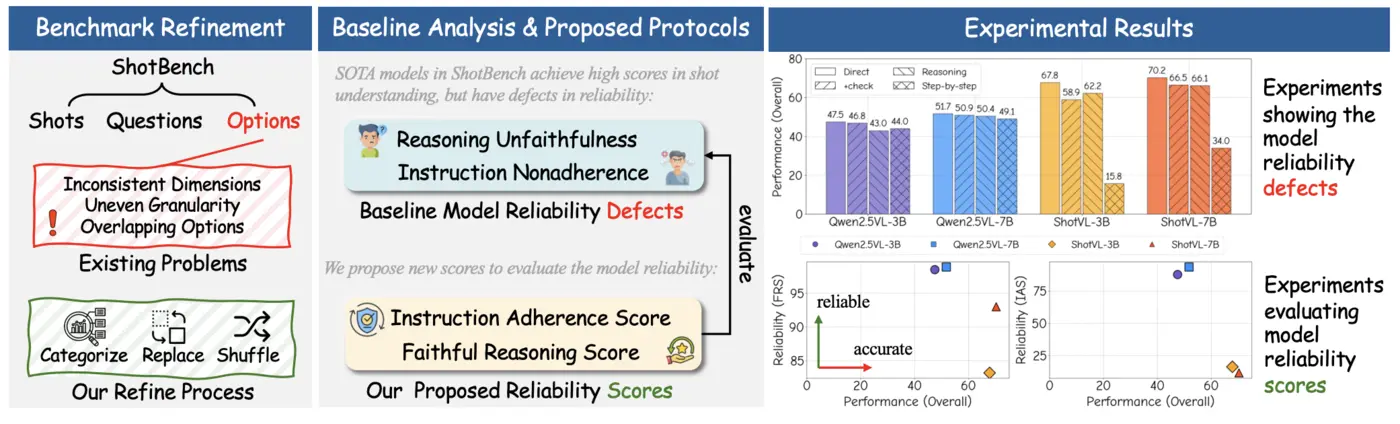 Benchmark Refinement
ShotBench
Shots Questions Options
Inconsistent Dimensions
Uneven Granularity
Overlapping Options
!
Existing Problems
Categorize Replace Shuffle
Our Refine Process
Baseline Analysis & Proposed Protocols
SOTA models in ShotBench achieve high scores in shot
understanding, but have defects in reliability:
Reasoning Unfaithfulness
Instruction Nonadherence
Baseline Model Reliability Defects
evaluate
We propose new scores to evaluate the model reliability:
Instruction Adherence Score
Faithful Reasoning Score
Our Proposed Reliability Scores
Experimental Results
Performance (Overall)
80
60
40
20
0
Direct Reasoning
+check Step-by-step
47.5 46.8 43.0 44.0
51.7 50.9 50.4 49.1
67.8 58.9 62.2 15.8
70.2 66.5 66.1 34.0
Qwen2.5VL-3B Qwen2.5VL-7B ShotVL-3B ShotVL-7B
Qwen2.5VL-3B Qwen2.5VL-7B ShotVL-3B ShotVL-7B
Reliability (FRS)
95
90
85
reliable
accurate
0 20 40 60
Performance (Overall)
Reliability (IAS)
75
50
25
0 20 40 60
Performance (Overall)
Experiments
showing the
model
reliability
defects
Experiments
evaluating
model
reliability
scores